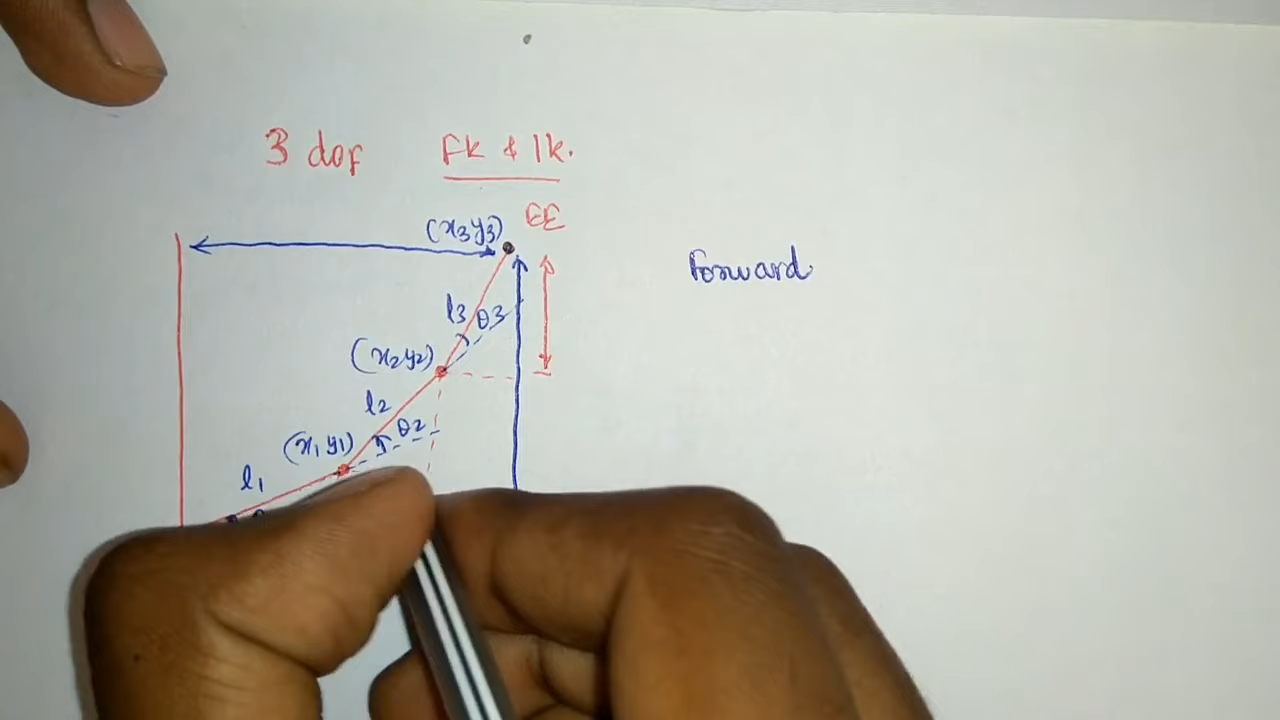 3 dof FK & IK.
EE
(x3y3)
Forward
l3 θ3
(x2y2)
l2
θ2
(x1y1)
l1